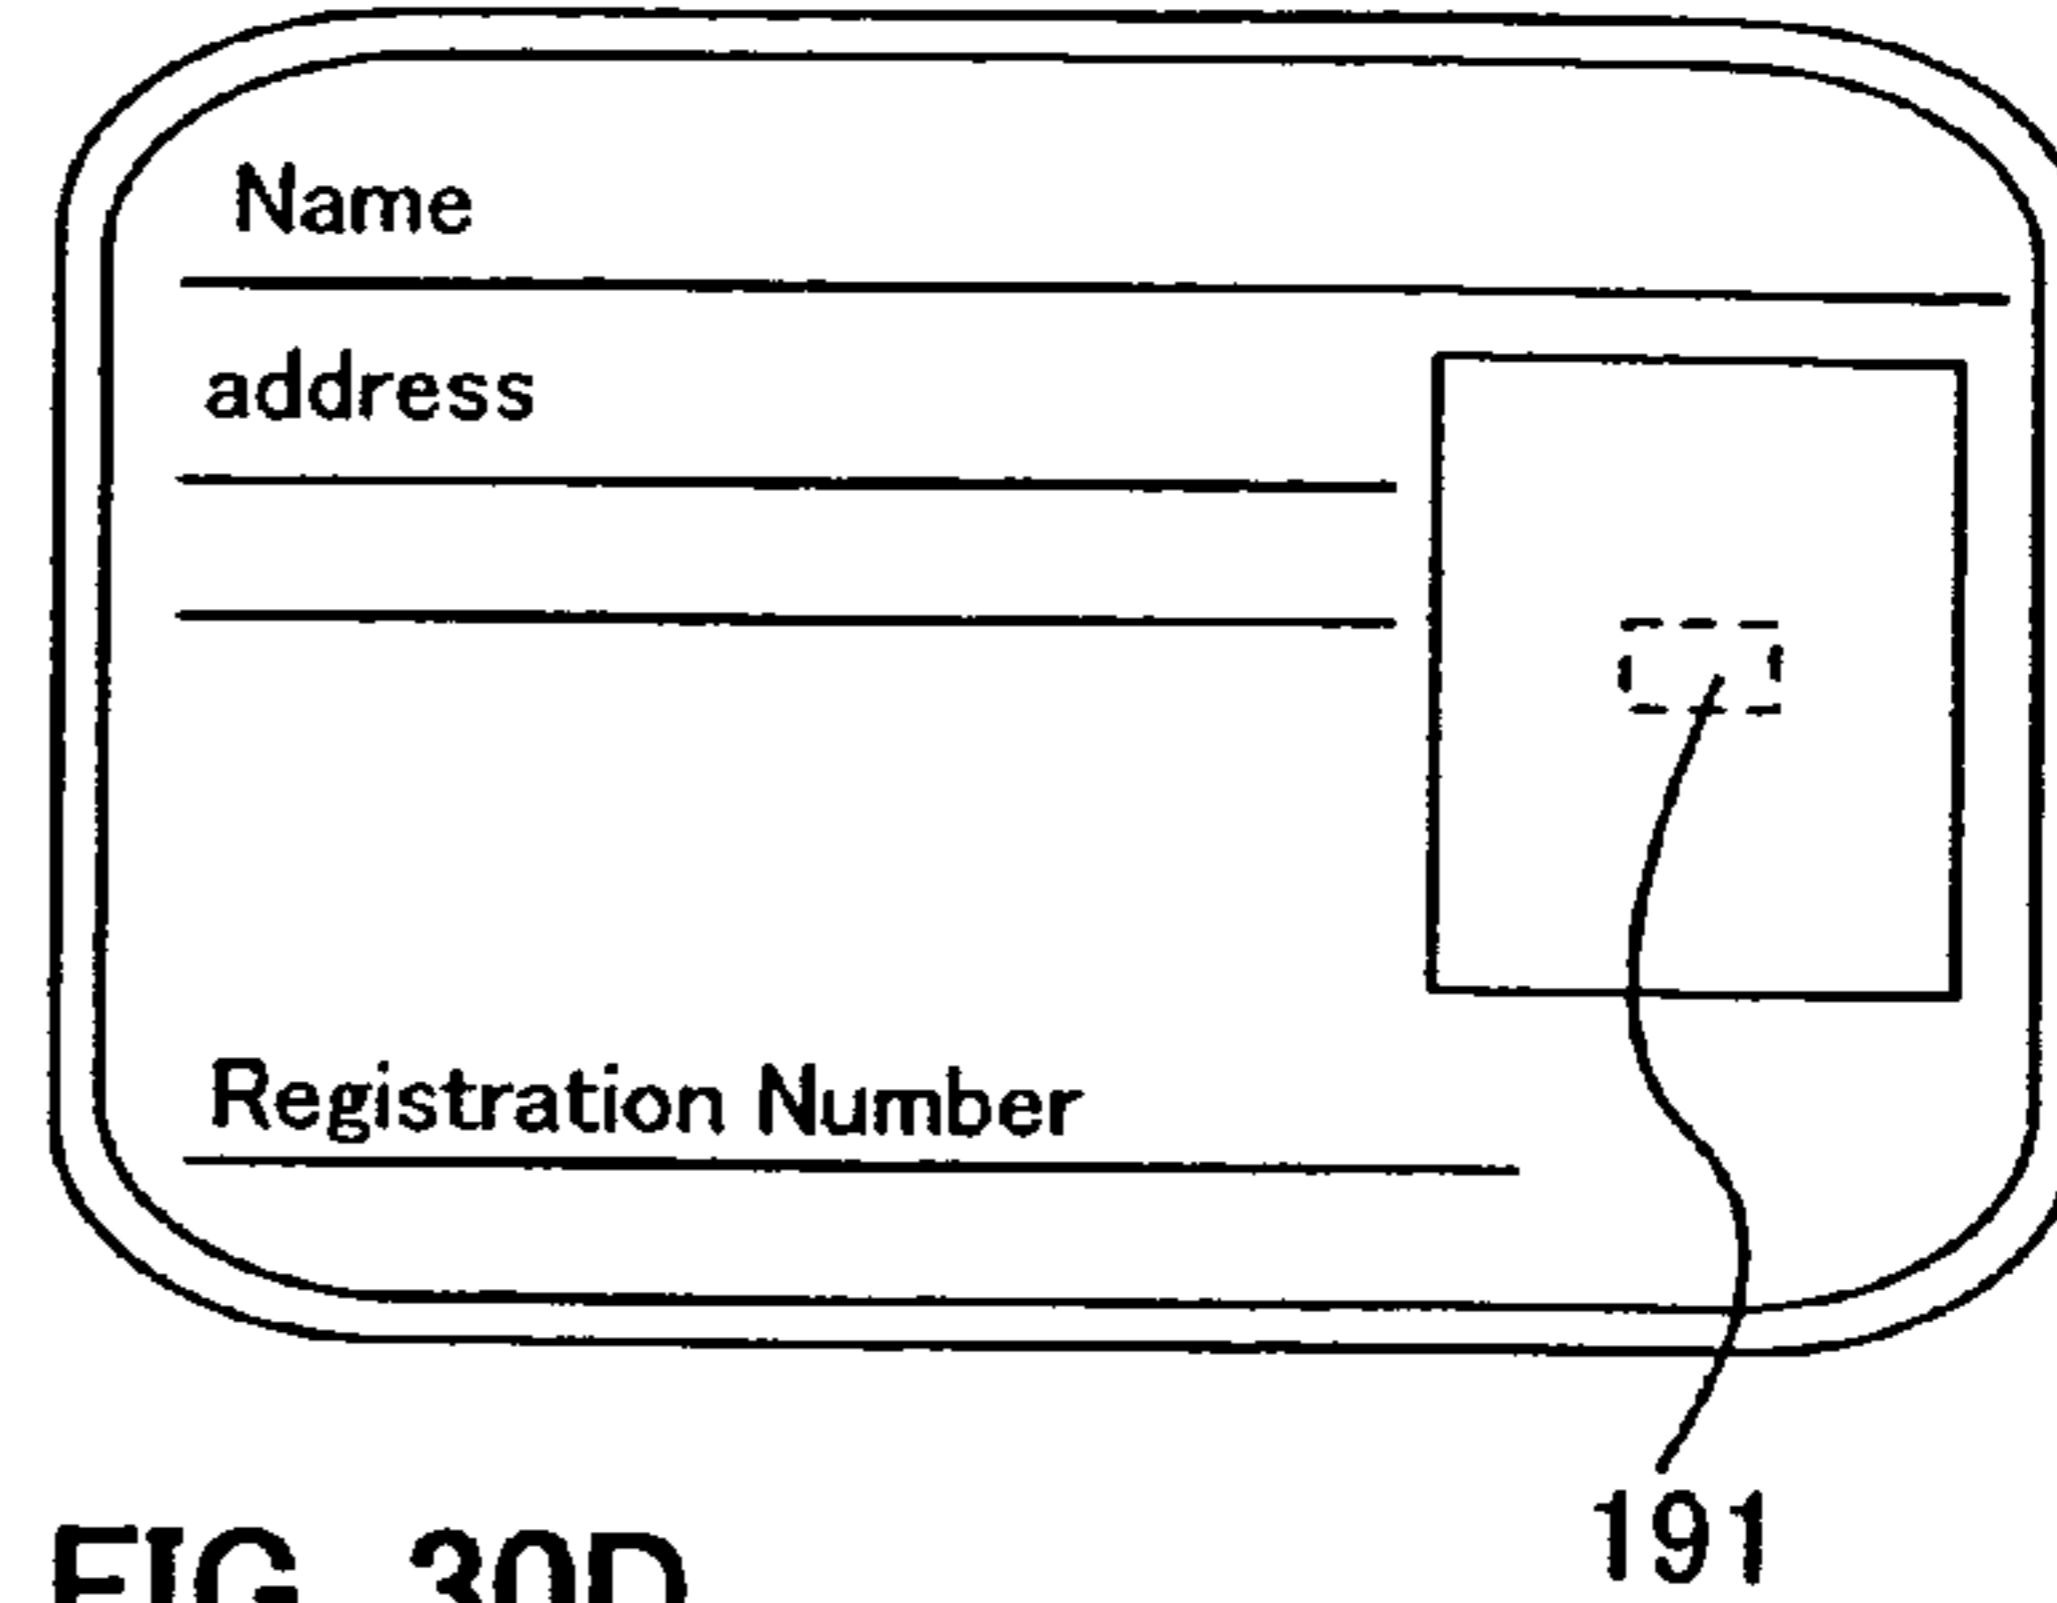 Name
address
Registration Number
191
FIG. 30D